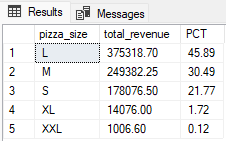 Results Messages
pizza_size total_revenue PCT
1 L 375318.70 45.89
2 M 249382.25 30.49
3 S 178076.50 21.77
4 XL 14076.00 1.72
5 XXL 1006.60 0.12